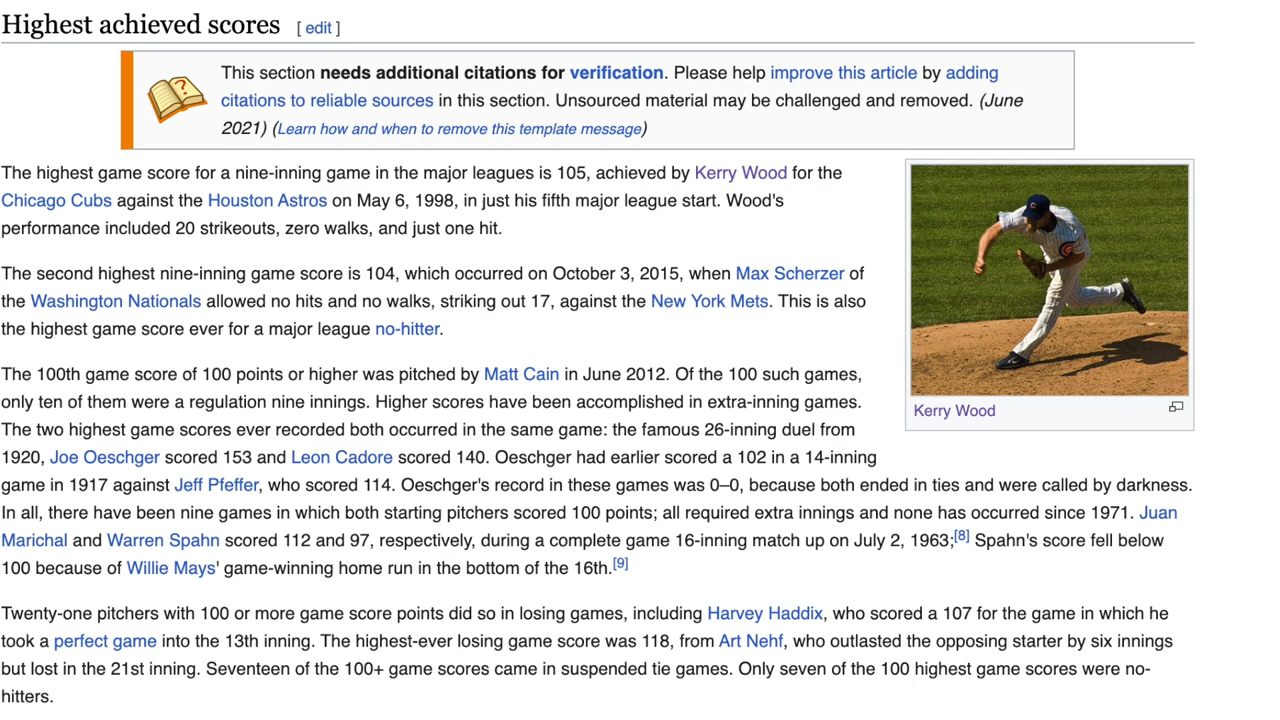 Highest achieved scores [ edit ]
This section needs additional citations for verification. Please help improve this article by adding
citations to reliable sources in this section. Unsourced material may be challenged and removed. (June
2021) (Learn how and when to remove this template message)
The highest game score for a nine-inning game in the major leagues is 105, achieved by Kerry Wood for the
Chicago Cubs against the Houston Astros on May 6, 1998, in just his fifth major league start. Wood's
performance included 20 strikeouts, zero walks, and just one hit.
The second highest nine-inning game score is 104, which occurred on October 3, 2015, when Max Scherzer of
the Washington Nationals allowed no hits and no walks, striking out 17, against the New York Mets. This is also
the highest game score ever for a major league no-hitter.
The 100th game score of 100 points or higher was pitched by Matt Cain in June 2012. Of the 100 such games,
only ten of them were a regulation nine innings. Higher scores have been accomplished in extra-inning games.
The two highest game scores ever recorded both occurred in the same game: the famous 26-inning duel from
1920, Joe Oeschger scored 153 and Leon Cadore scored 140. Oeschger had earlier scored a 102 in a 14-inning
game in 1917 against Jeff Pfeffer, who scored 114. Oeschger's record in these games was 0–0, because both ended in ties and were called by darkness.
In all, there have been nine games in which both starting pitchers scored 100 points; all required extra innings and none has occurred since 1971. Juan
Marichal and Warren Spahn scored 112 and 97, respectively, during a complete game 16-inning match up on July 2, 1963;[8] Spahn's score fell below
100 because of Willie Mays' game-winning home run in the bottom of the 16th.[9]
Twenty-one pitchers with 100 or more game score points did so in losing games, including Harvey Haddix, who scored a 107 for the game in which he
took a perfect game into the 13th inning. The highest-ever losing game score was 118, from Art Nehf, who outlasted the opposing starter by six innings
but lost in the 21st inning. Seventeen of the 100+ game scores came in suspended tie games. Only seven of the 100 highest game scores were no-
hitters.
Kerry Wood